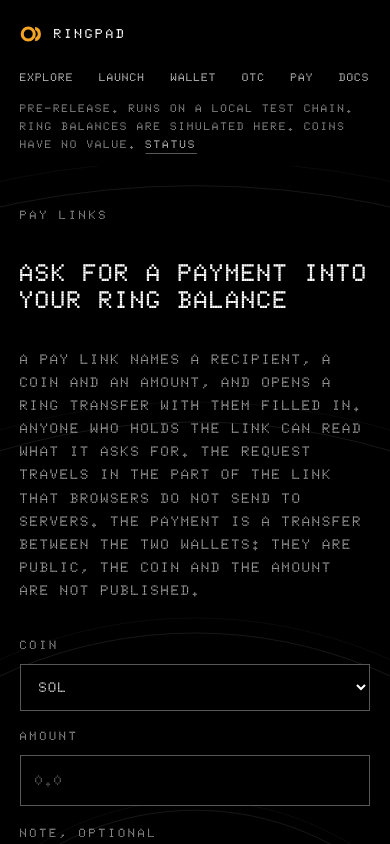 RINGPAD
EXPLORE LAUNCH WALLET OTC PAY DOCS
PRE-RELEASE. RUNS ON A LOCAL TEST CHAIN.
RING BALANCES ARE SIMULATED HERE. COINS
HAVE NO VALUE. STATUS
PAY LINKS
ASK FOR A PAYMENT INTO
YOUR RING BALANCE
A PAY LINK NAMES A RECIPIENT, A
COIN AND AN AMOUNT, AND OPENS A
RING TRANSFER WITH THEM FILLED IN.
ANYONE WHO HOLDS THE LINK CAN READ
WHAT IT ASKS FOR. THE REQUEST
TRAVELS IN THE PART OF THE LINK
THAT BROWSERS DO NOT SEND TO
SERVERS. THE PAYMENT IS A TRANSFER
BETWEEN THE TWO WALLETS: THEY ARE
PUBLIC, THE COIN AND THE AMOUNT
ARE NOT PUBLISHED.
COIN
SOL
AMOUNT
0.0
NOTE, OPTIONAL